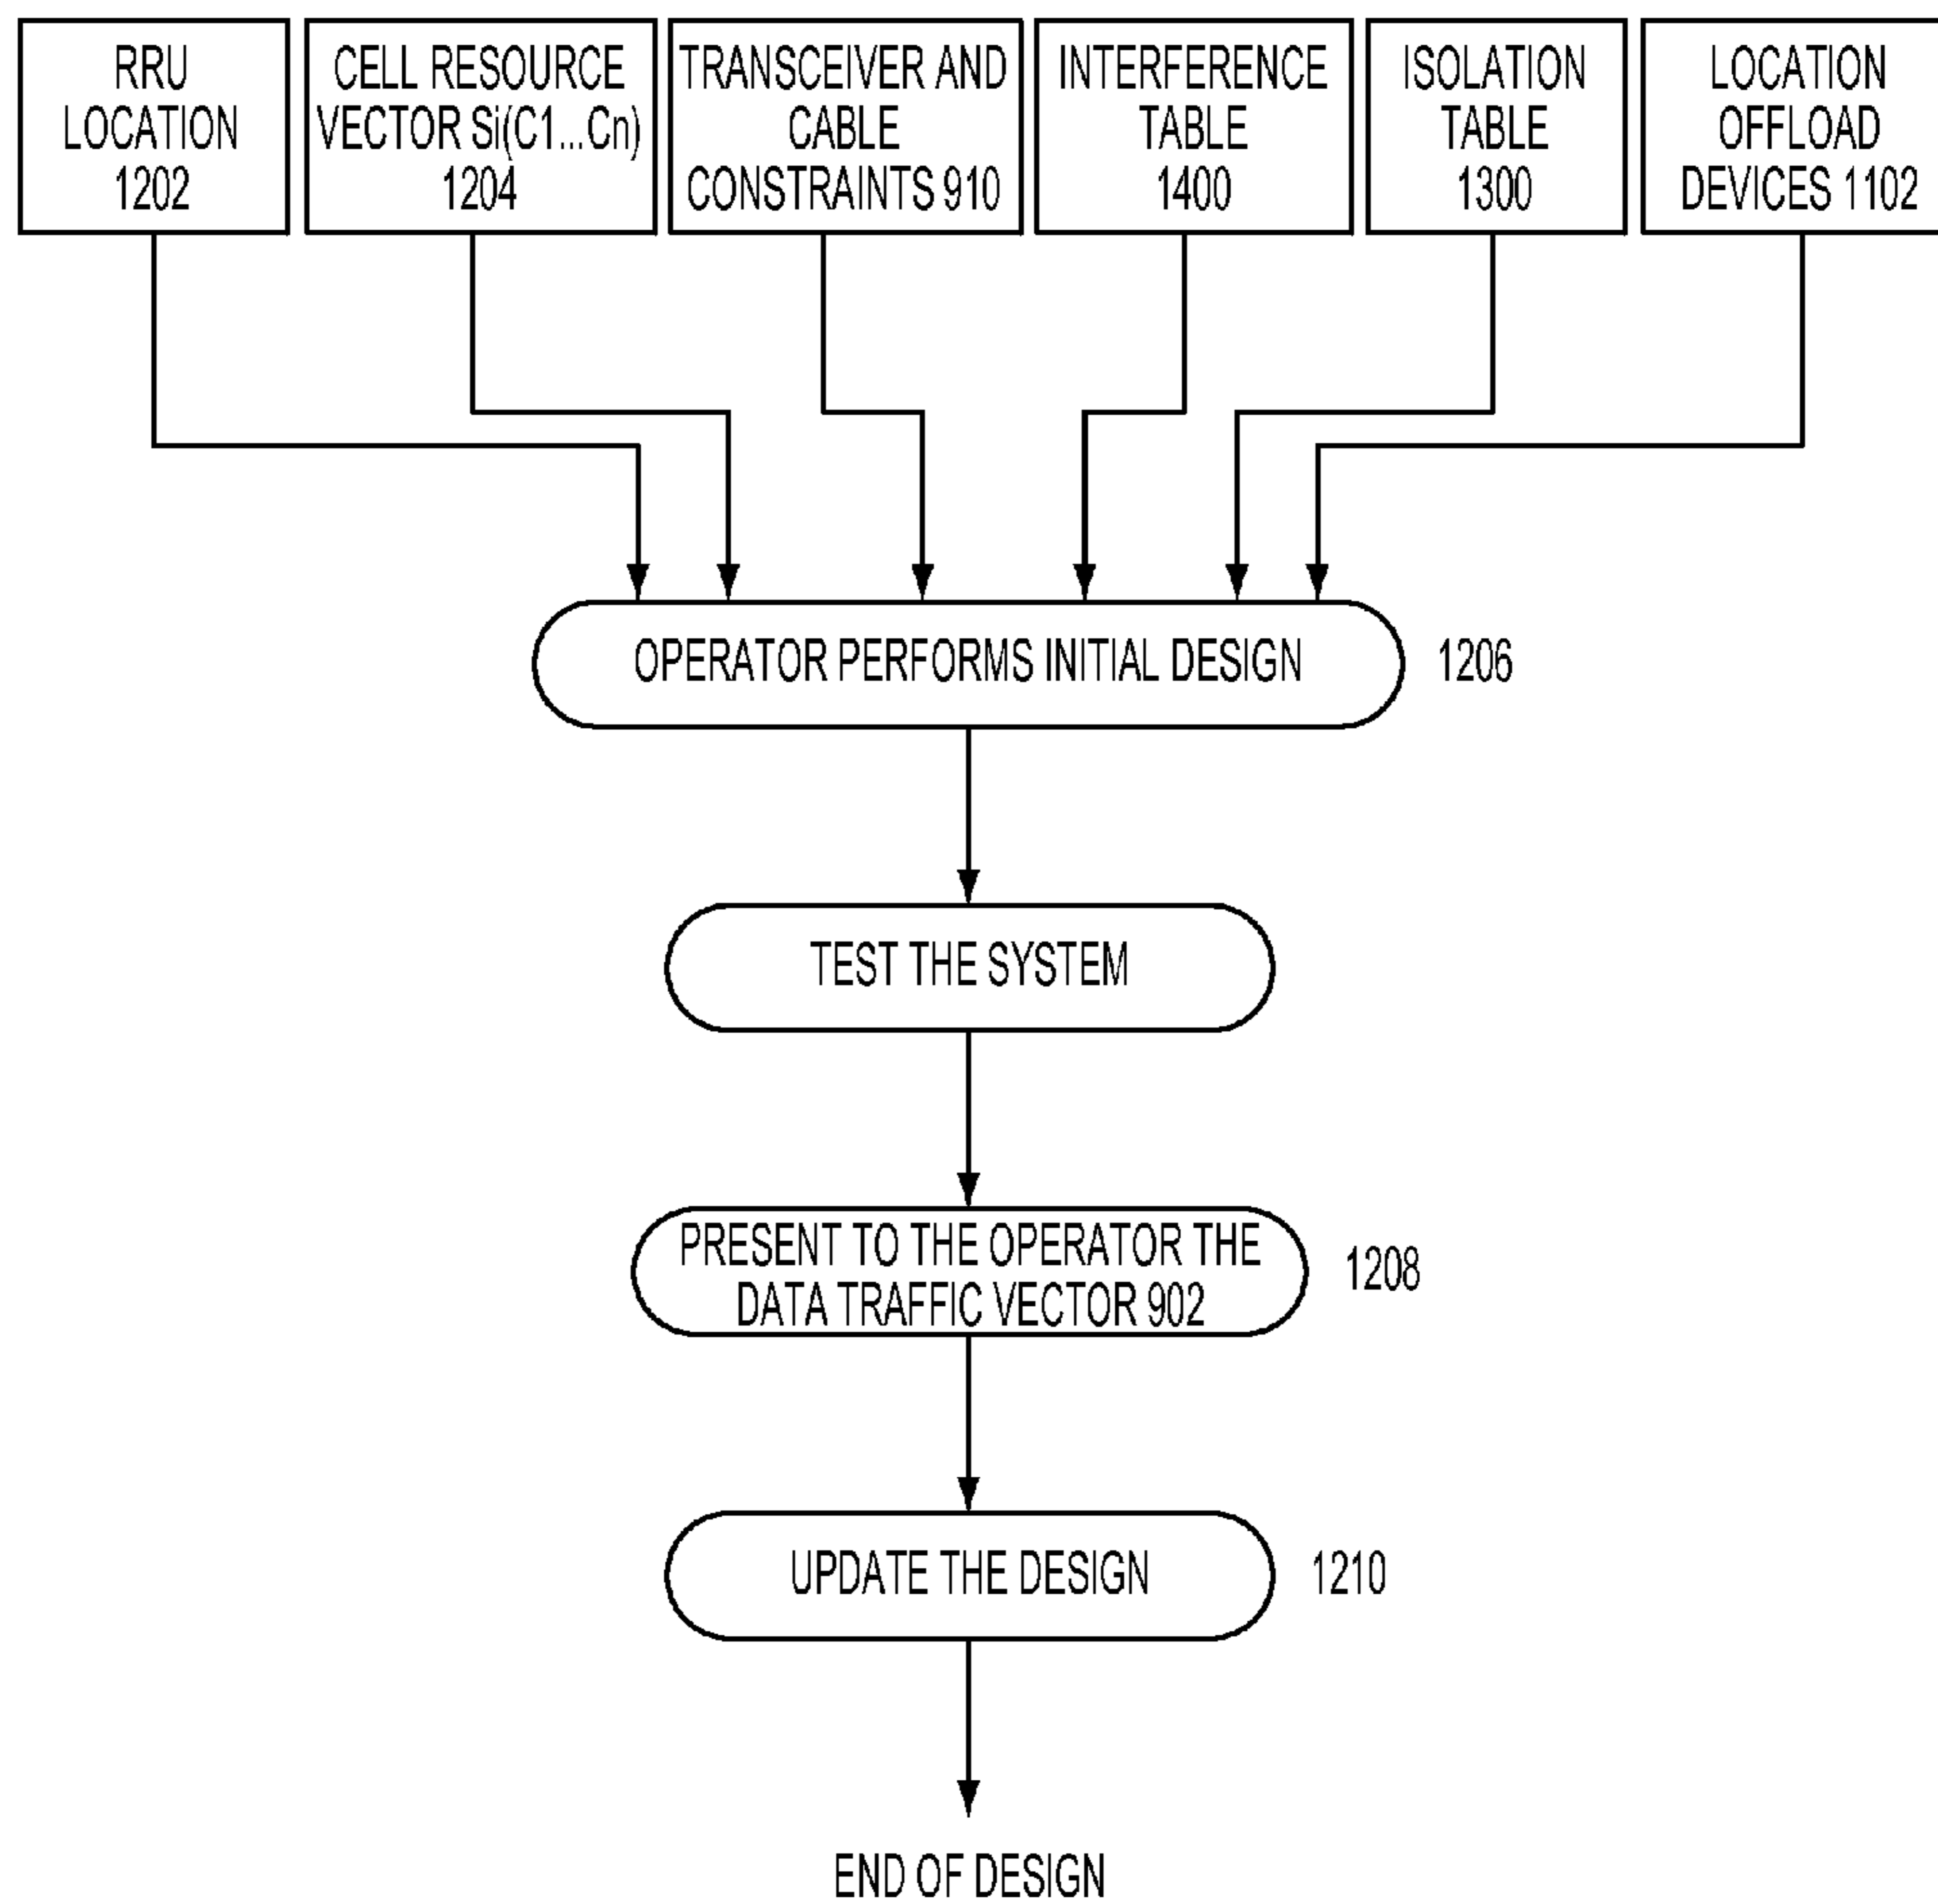 RRU
LOCATION
1202
CELL RESOURCE
VECTOR Si(C1...Cn)
1204
TRANSCEIVER AND
CABLE
CONSTRAINTS 910
INTERFERENCE
TABLE
1400
ISOLATION
TABLE
1300
LOCATION
OFFLOAD
DEVICES 1102
OPERATOR PERFORMS INITIAL DESIGN
1206
TEST THE SYSTEM
PRESENT TO THE OPERATOR THE
DATA TRAFFIC VECTOR 902
1208
UPDATE THE DESIGN
1210
END OF DESIGN